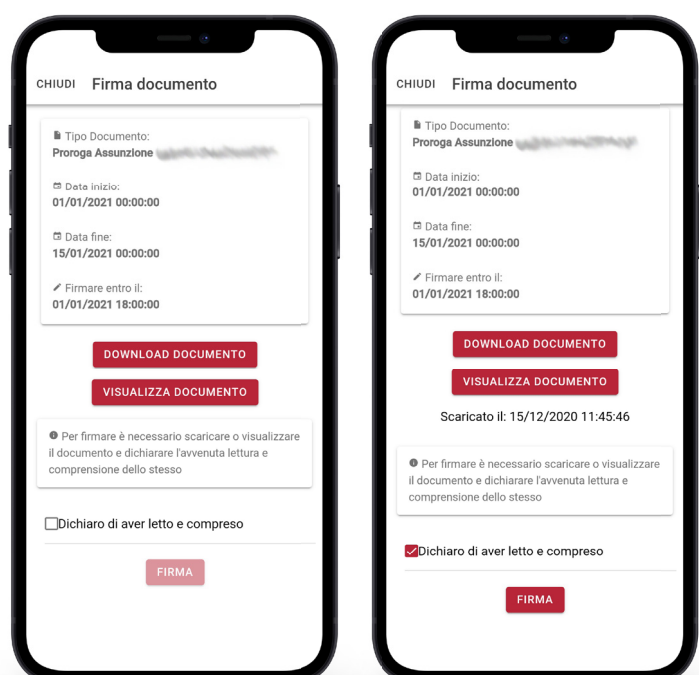 CHIUDI Firma documento
Tipo Documento:
Proroga Assunzione
Data inizio:
01/01/2021 00:00:00
Data fine:
15/01/2021 00:00:00
Firmare entro il:
01/01/2021 18:00:00
DOWNLOAD DOCUMENTO
VISUALIZZA DOCUMENTO
Per firmare è necessario scaricare o visualizzare
il documento e dichiarare l'avvenuta lettura e
comprensione dello stesso
Dichiaro di aver letto e compreso
FIRMA
CHIUDI Firma documento
Tipo Documento:
Proroga Assunzione
Data inizio:
01/01/2021 00:00:00
Data fine:
15/01/2021 00:00:00
Firmare entro il:
01/01/2021 18:00:00
DOWNLOAD DOCUMENTO
VISUALIZZA DOCUMENTO
Scaricato il: 15/12/2020 11:45:46
Per firmare è necessario scaricare o visualizzare
il documento e dichiarare l'avvenuta lettura e
comprensione dello stesso
Dichiaro di aver letto e compreso
FIRMA